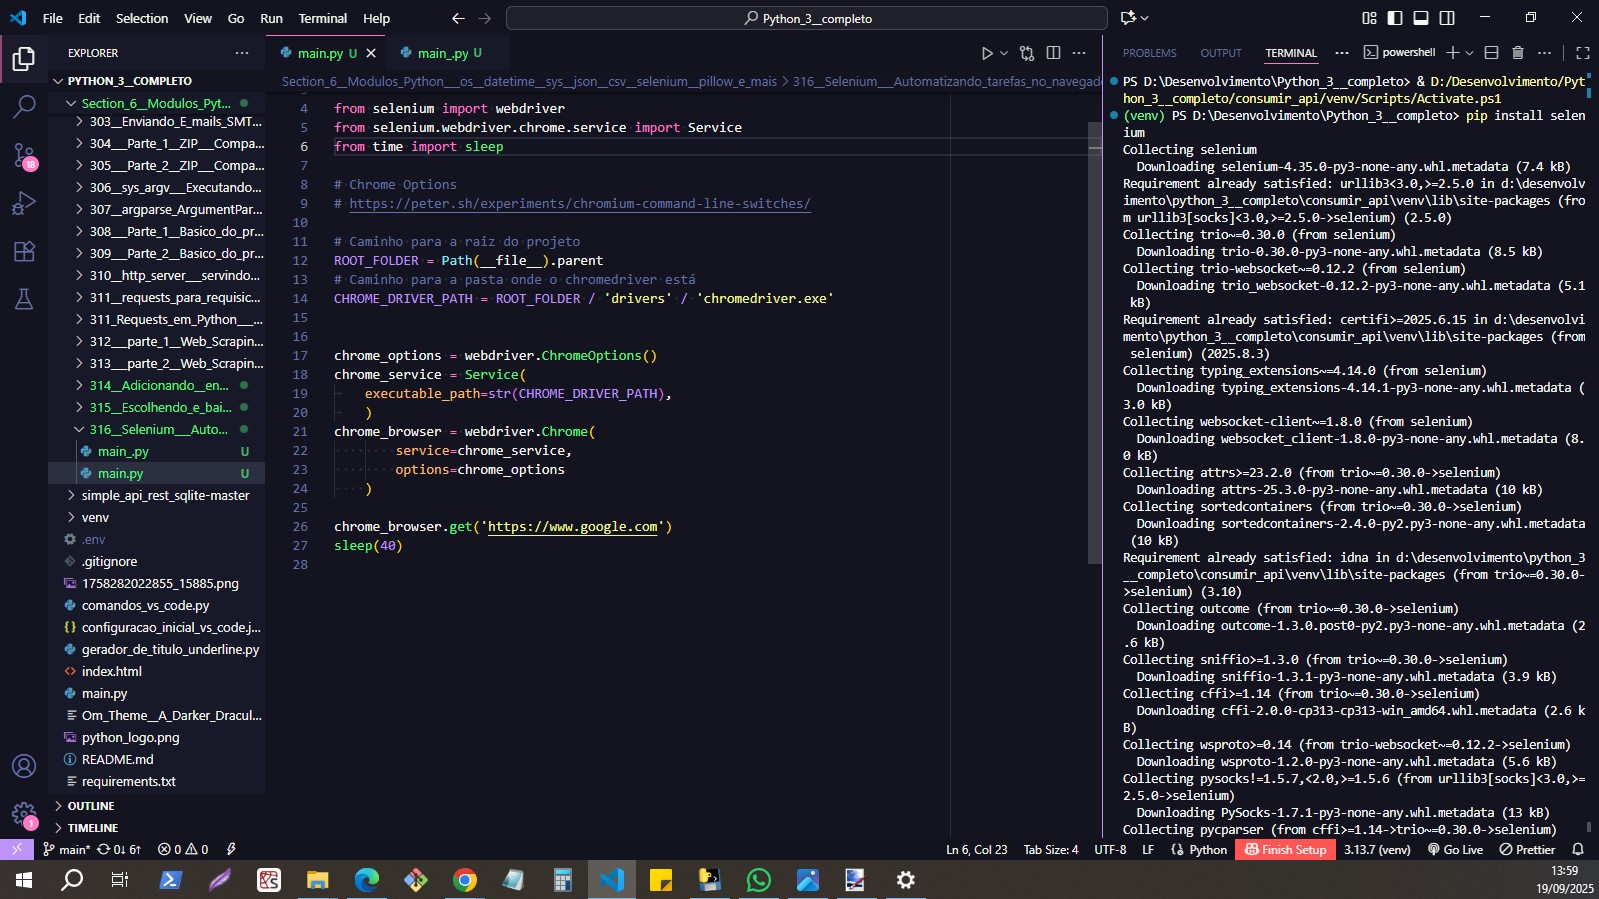 File Edit Selection View Go Run Terminal Help
Python_3__completo
EXPLORER
PYTHON_3__COMPLETO
Section_6__Modulos_Pyt...
303__Enviando_E_mails_SMT...
304___Parte_1__ZIP___Compa...
305__Parte_2__ZIP___Compa...
306__sys_argv___Executando...
307__argparse_ArgumentPar...
308___Parte_1__Basico_do_pr...
309___Parte_2__Basico_do_pr...
310__http_server___servindo...
311__requests_para_requisic...
311_Requests_em_Python___...
312___parte_1__Web_Scrapin...
313___parte_2__Web_Scrapin...
314__Adicionando__en...
315__Escolhendo_e_bai...
316__Selenium___Auto...
main_.py U
main.py U
simple_api_rest_sqlite-master
venv
.env
.gitignore
1758282022855_15885.png
comandos_vs_code.py
configuracao_inicial_vs_code.j...
gerador_de_titulo_underline.py
index.html
main.py
Om_Theme__A_Darker_Dracul...
python_logo.png
README.md
requirements.txt
OUTLINE
TIMELINE
18
1
main.py U
main_.py U
Section_6__Modulos_Python___os__datetime__sys__json__csv__selenium__pillow_e_mais > 316__Selenium___Automatizando_tarefas_no_navegado
4 from selenium import webdriver
5 from selenium.webdriver.chrome.service import Service
6 from time import sleep
7
8 # Chrome Options
9 # https://peter.sh/experiments/chromium-command-line-switches/
10
11 # Caminho para a raiz do projeto
12 ROOT_FOLDER = Path(__file__).parent
13 # Caminho para a pasta onde o chromedriver está
14 CHROME_DRIVER_PATH = ROOT_FOLDER / 'drivers' / 'chromedriver.exe'
15
16
17 chrome_options = webdriver.ChromeOptions()
18 chrome_service = Service(
19 executable_path=str(CHROME_DRIVER_PATH),
20 )
21 chrome_browser = webdriver.Chrome(
22 service=chrome_service,
23 options=chrome_options
24 )
25
26 chrome_browser.get('https://www.google.com')
27 sleep(40)
28
PROBLEMS OUTPUT TERMINAL powershell
PS D:\Desenvolvimento\Python_3__completo> & D:/Desenvolvimento/Pyt
hon_3__completo/consumir_api/venv/Scripts/Activate.ps1
(venv) PS D:\Desenvolvimento\Python_3__completo> pip install selen
ium
Collecting selenium
Downloading selenium-4.35.0-py3-none-any.whl.metadata (7.4 kB)
Requirement already satisfied: urllib3<3.0,>=2.5.0 in d:\desenvolv
imento\python_3__completo\consumir_api\venv\lib\site-packages (fro
m urllib3[socks]<3.0,>=2.5.0->selenium) (2.5.0)
Collecting trio~=0.30.0 (from selenium)
Downloading trio-0.30.0-py3-none-any.whl.metadata (8.5 kB)
Collecting trio-websocket~=0.12.2 (from selenium)
Downloading trio_websocket-0.12.2-py3-none-any.whl.metadata (5.1
kB)
Requirement already satisfied: certifi>=2025.6.15 in d:\desenvolvi
mento\python_3__completo\consumir_api\venv\lib\site-packages (from
selenium) (2025.8.3)
Collecting typing_extensions~=4.14.0 (from selenium)
Downloading typing_extensions-4.14.1-py3-none-any.whl.metadata (
3.0 kB)
Collecting websocket-client~=1.8.0 (from selenium)
Downloading websocket_client-1.8.0-py3-none-any.whl.metadata (8.
0 kB)
Collecting attrs>=23.2.0 (from trio~=0.30.0->selenium)
Downloading attrs-25.3.0-py3-none-any.whl.metadata (10 kB)
Collecting sortedcontainers (from trio~=0.30.0->selenium)
Downloading sortedcontainers-2.4.0-py2.py3-none-any.whl.metadata
(10 kB)
Requirement already satisfied: idna in d:\desenvolvimento\python_3
__completo\consumir_api\venv\lib\site-packages (from trio~=0.30.0-
>selenium) (3.10)
Collecting outcome (from trio~=0.30.0->selenium)
Downloading outcome-1.3.0.post0-py2.py3-none-any.whl.metadata (2
.6 kB)
Collecting sniffio>=1.3.0 (from trio~=0.30.0->selenium)
Downloading sniffio-1.3.1-py3-none-any.whl.metadata (3.9 kB)
Collecting cffi>=1.14 (from trio~=0.30.0->selenium)
Downloading cffi-2.0.0-cp313-cp313-win_amd64.whl.metadata (2.6 k
B)
Collecting wsproto>=0.14 (from trio-websocket~=0.12.2->selenium)
Downloading wsproto-1.2.0-py3-none-any.whl.metadata (5.6 kB)
Collecting pysocks!=1.5.7,<2.0,>=1.5.6 (from urllib3[socks]<3.0,>=
2.5.0->selenium)
Downloading PySocks-1.7.1-py3-none-any.whl.metadata (13 kB)
Collecting pycparser (from cffi>=1.14->trio~=0.30.0->selenium)
main* 0↓ 6↑ 0 0 Ln 6, Col 23 Tab Size: 4 UTF-8 LF Python Finish Setup 3.13.7 (venv) Go Live Prettier
13:59
19/09/2025